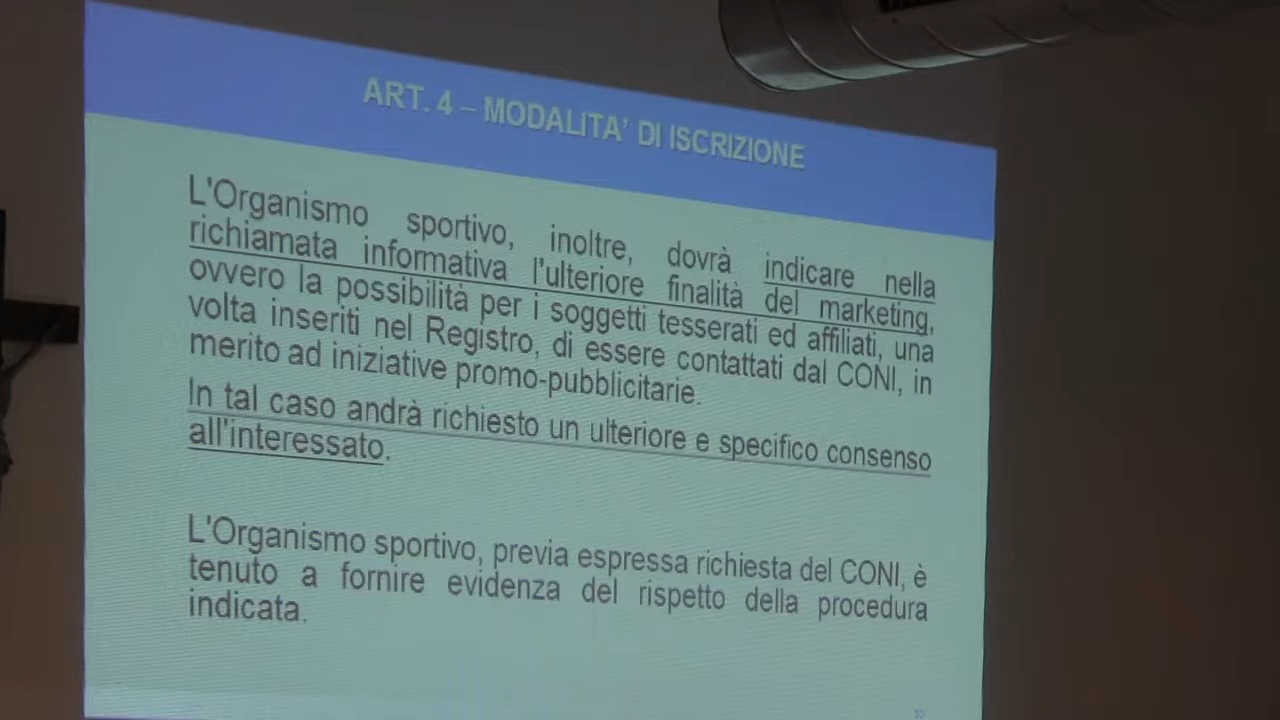 ART. 4 – MODALITA' DI ISCRIZIONE
L'Organismo sportivo, inoltre, dovrà indicare nella
richiamata informativa l'ulteriore finalità del marketing,
ovvero la possibilità per i soggetti tesserati ed affiliati, una
volta inseriti nel Registro, di essere contattati dal CONI, in
merito ad iniziative promo-pubblicitarie.
In tal caso andrà richiesto un ulteriore e specifico consenso
all'interessato.
L'Organismo sportivo, previa espressa richiesta del CONI, è
tenuto a fornire evidenza del rispetto della procedura
indicata.